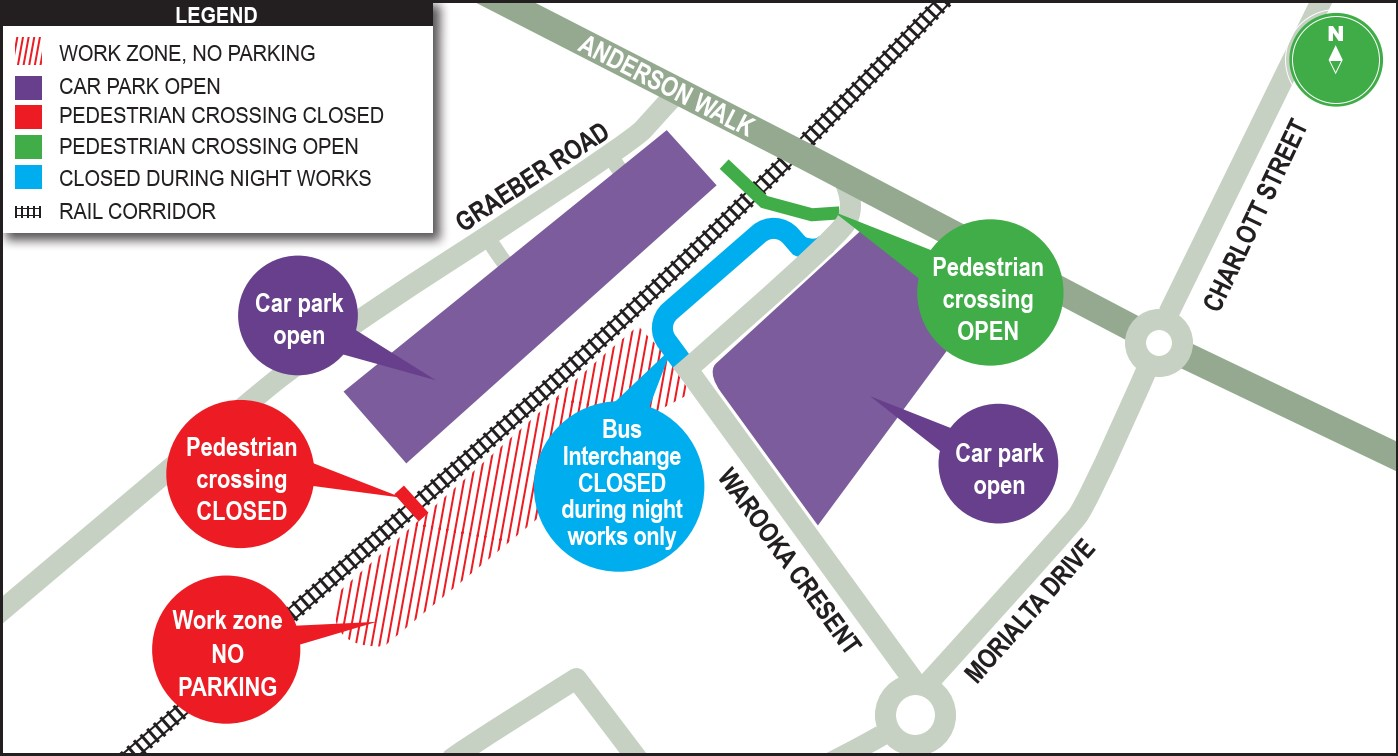 LEGEND
WORK ZONE, NO PARKING
CAR PARK OPEN
PEDESTRIAN CROSSING CLOSED
PEDESTRIAN CROSSING OPEN
CLOSED DURING NIGHT WORKS
RAIL CORRIDOR
ANDERSON WALK
N
GRAEBER ROAD
CHARLOTT STREET
Car park
open
Pedestrian
crossing
OPEN
Pedestrian
crossing
CLOSED
Bus
Interchange
CLOSED
during night
works only
Car park
open
WAROOKA CRESENT
MORIALTA DRIVE
Work zone
NO
PARKING